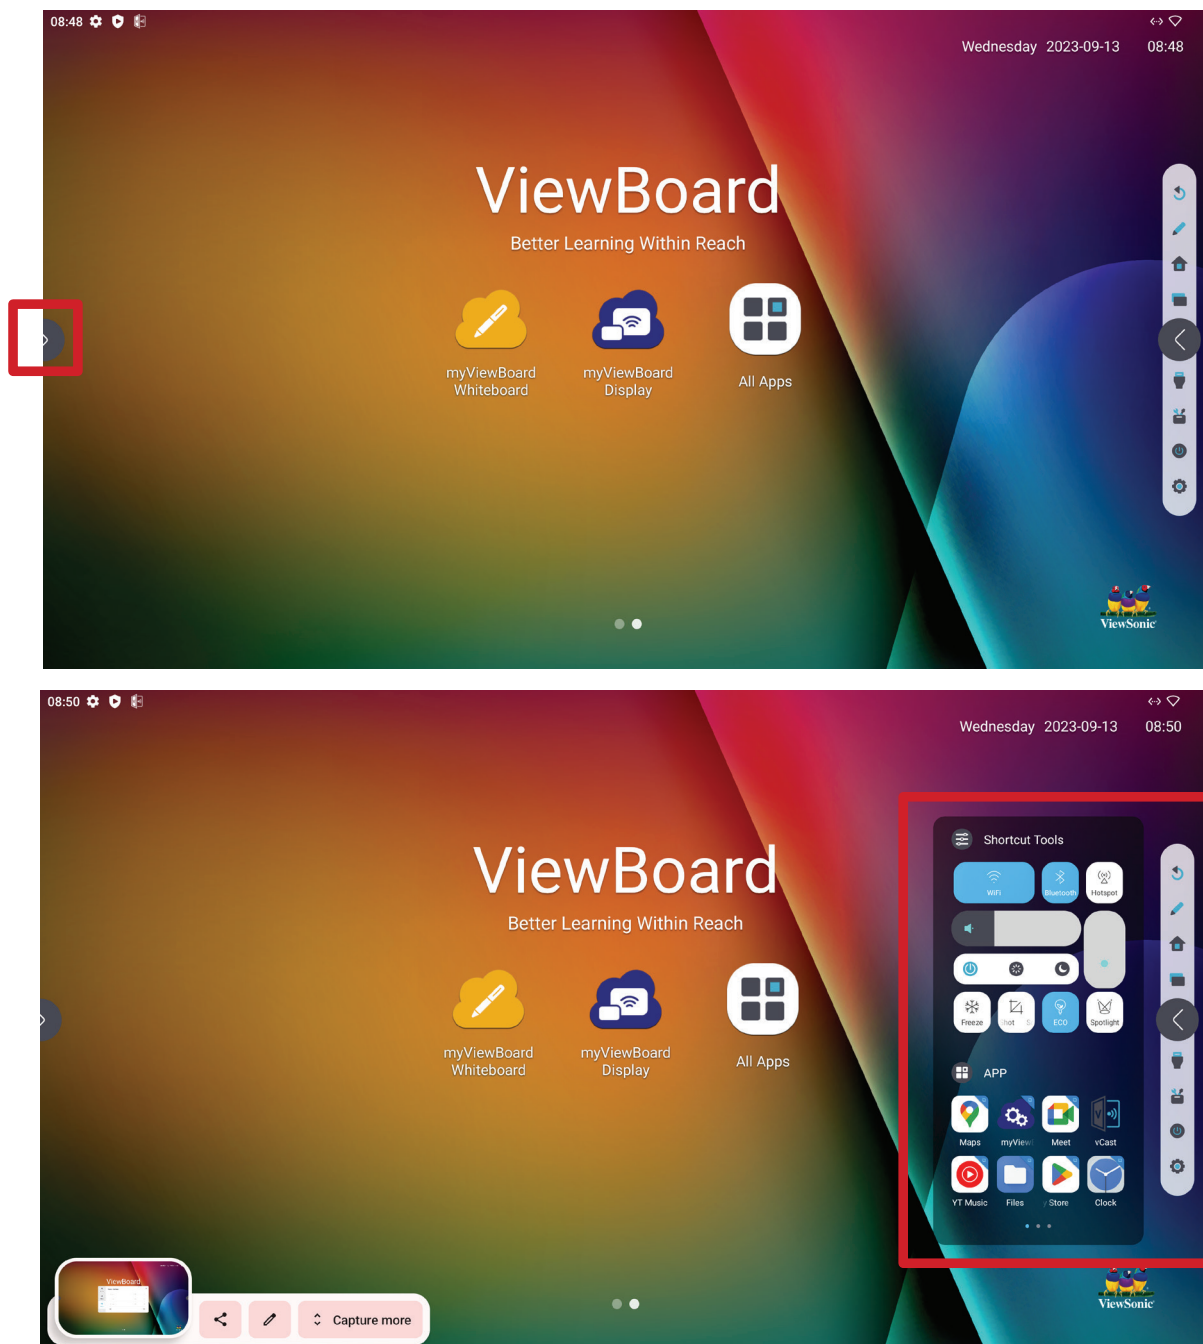 08:48
Wednesday 2023-09-13 08:48
ViewBoard
Better Learning Within Reach
myViewBoard
Whiteboard
myViewBoard
Display
All Apps
ViewSonic
08:50
Wednesday 2023-09-13 08:50
Shortcut Tools
WiFi
Bluetooth
Hotspot
ViewBoard
Better Learning Within Reach
Freeze
hot S
ECO
Spotlight
myViewBoard
Whiteboard
myViewBoard
Display
All Apps
APP
Maps
myView
Meet
vCast
YT Music
Files
y Store
Clock
ViewBoard
Capture more
ViewSonic